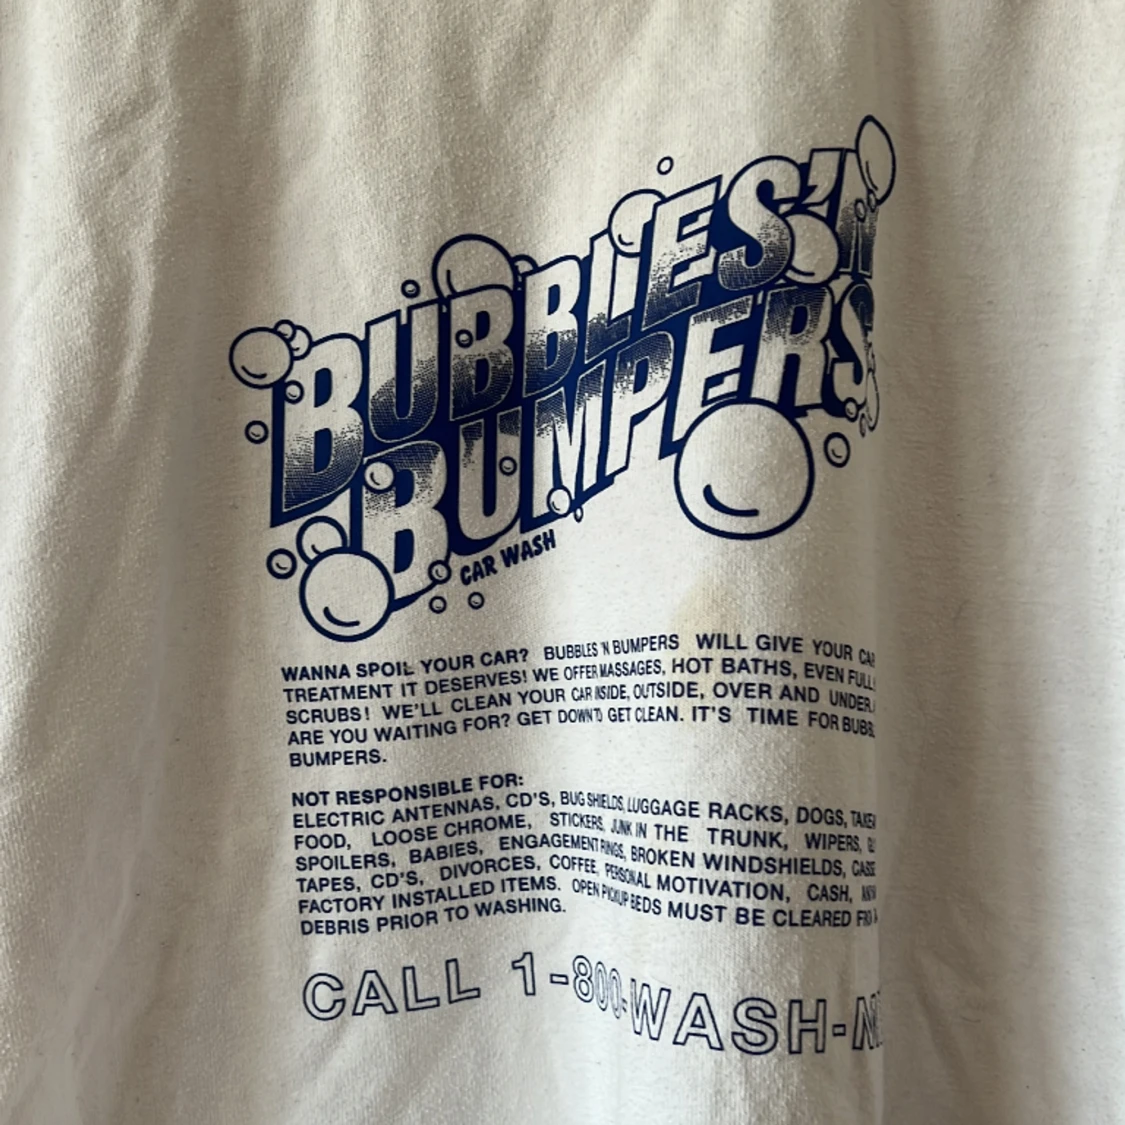 BUBBLES 'N
BUMPERS
CAR WASH
WANNA SPOIL YOUR CAR? BUBBLES 'N BUMPERS WILL GIVE YOUR
TREATMENT IT DESERVES! WE OFFER MASSAGES, HOT BATHS, EVEN FULL
SCRUBS! WE'LL CLEAN YOUR CAR INSIDE, OUTSIDE, OVER AND UNDER.
ARE YOU WAITING FOR? GET DOWN TO GET CLEAN. IT'S TIME FOR
BUMPERS.
NOT RESPONSIBLE FOR:
ELECTRIC ANTENNAS, CD'S, BUG SHIELDS, LUGGAGE RACKS, DOGS,
FOOD, LOOSE CHROME, STICKERS, JUNK IN THE TRUNK, WIPERS,
SPOILERS, BABIES, ENGAGEMENT RINGS, BROKEN WINDSHIELDS,
TAPES, CD'S, DIVORCES, COFFEE, PERSONAL MOTIVATION, CASH,
FACTORY INSTALLED ITEMS. OPEN PICKUP BEDS MUST BE CLEARED
DEBRIS PRIOR TO WASHING.
CALL 1-800-WASH-